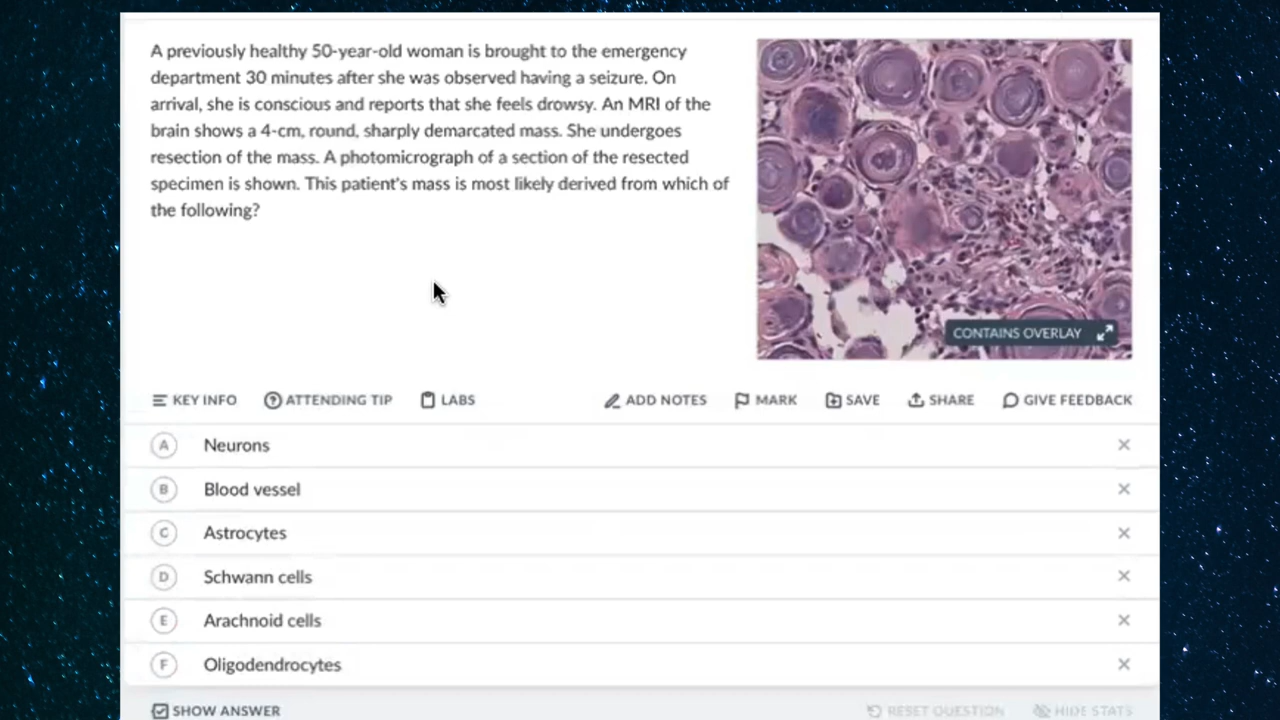 A previously healthy 50-year-old woman is brought to the emergency
department 30 minutes after she was observed having a seizure. On
arrival, she is conscious and reports that she feels drowsy. An MRI of the
brain shows a 4-cm, round, sharply demarcated mass. She undergoes
resection of the mass. A photomicrograph of a section of the resected
specimen is shown. This patient's mass is most likely derived from which of
the following?
CONTAINS OVERLAY
KEY INFO ATTENDING TIP LABS ADD NOTES MARK SAVE SHARE GIVE FEEDBACK
A Neurons
B Blood vessel
C Astrocytes
D Schwann cells
E Arachnoid cells
F Oligodendrocytes
SHOW ANSWER RESET QUESTION HIDE STATS